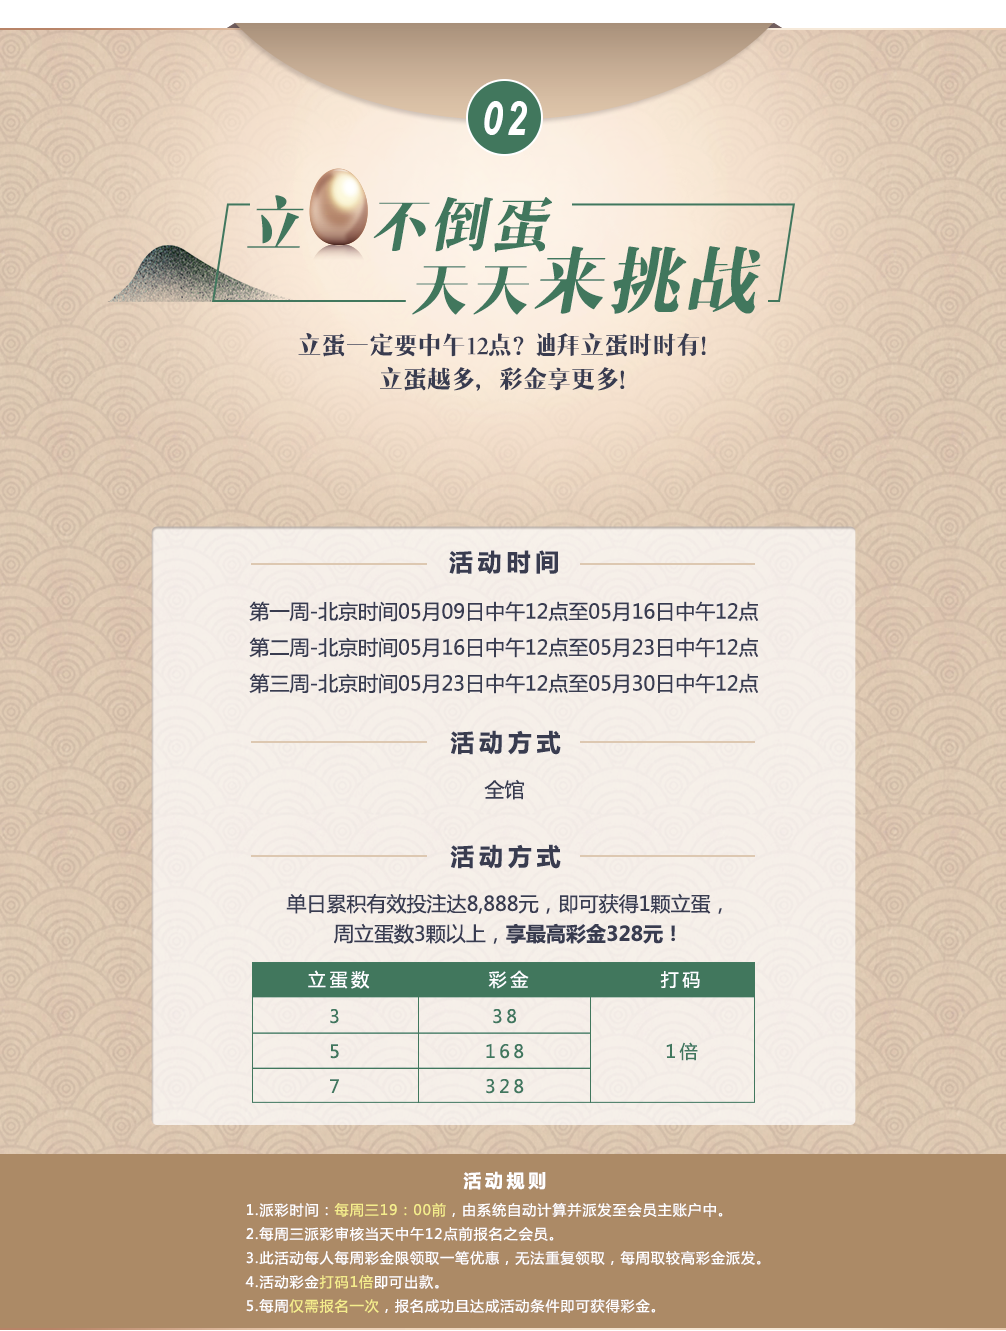 02
立不倒蛋
天天来挑战
立蛋一定要中午12点？迪拜立蛋时时有！
立蛋越多，彩金享更多！
活动时间
第一周-北京时间05月09日中午12点至05月16日中午12点
第二周-北京时间05月16日中午12点至05月23日中午12点
第三周-北京时间05月23日中午12点至05月30日中午12点
活动方式
全馆
活动方式
单日累积有效投注达8,888元，即可获得1颗立蛋，
周立蛋数3颗以上，享最高彩金328元！
立蛋数 彩金 打码
3 38
5 168 1倍
7 328
活动规则
1.派彩时间：每周三19：00前，由系统自动计算并派发至会员主账户中。
2.每周三派彩审核当天中午12点前报名之会员。
3.此活动每人每周彩金限领取一笔优惠，无法重复领取，每周取较高彩金派发。
4.活动彩金打码1倍即可出款。
5.每周仅需报名一次，报名成功且达成活动条件即可获得彩金。